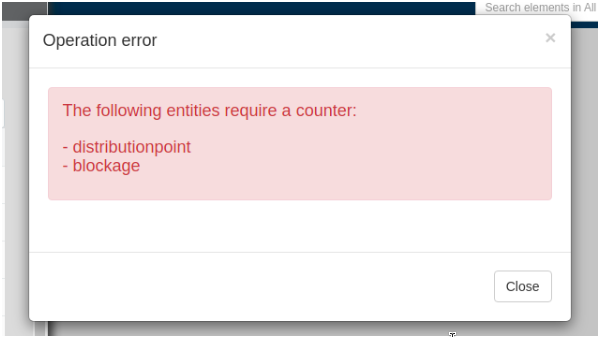 Search elements in All
Operation error
×
The following entities require a counter:
- distributionpoint
- blockage
Close